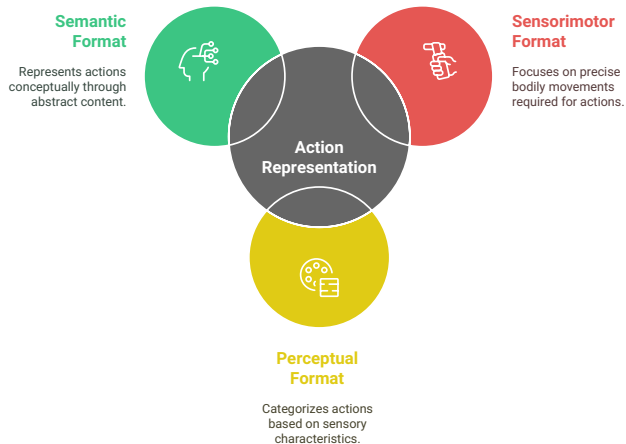 Semantic
Format
Represents actions
conceptually through
abstract content.
Sensorimotor
Format
Focuses on precise
bodily movements
required for actions.
Action
Representation
Perceptual
Format
Categorizes actions
based on sensory
characteristics.